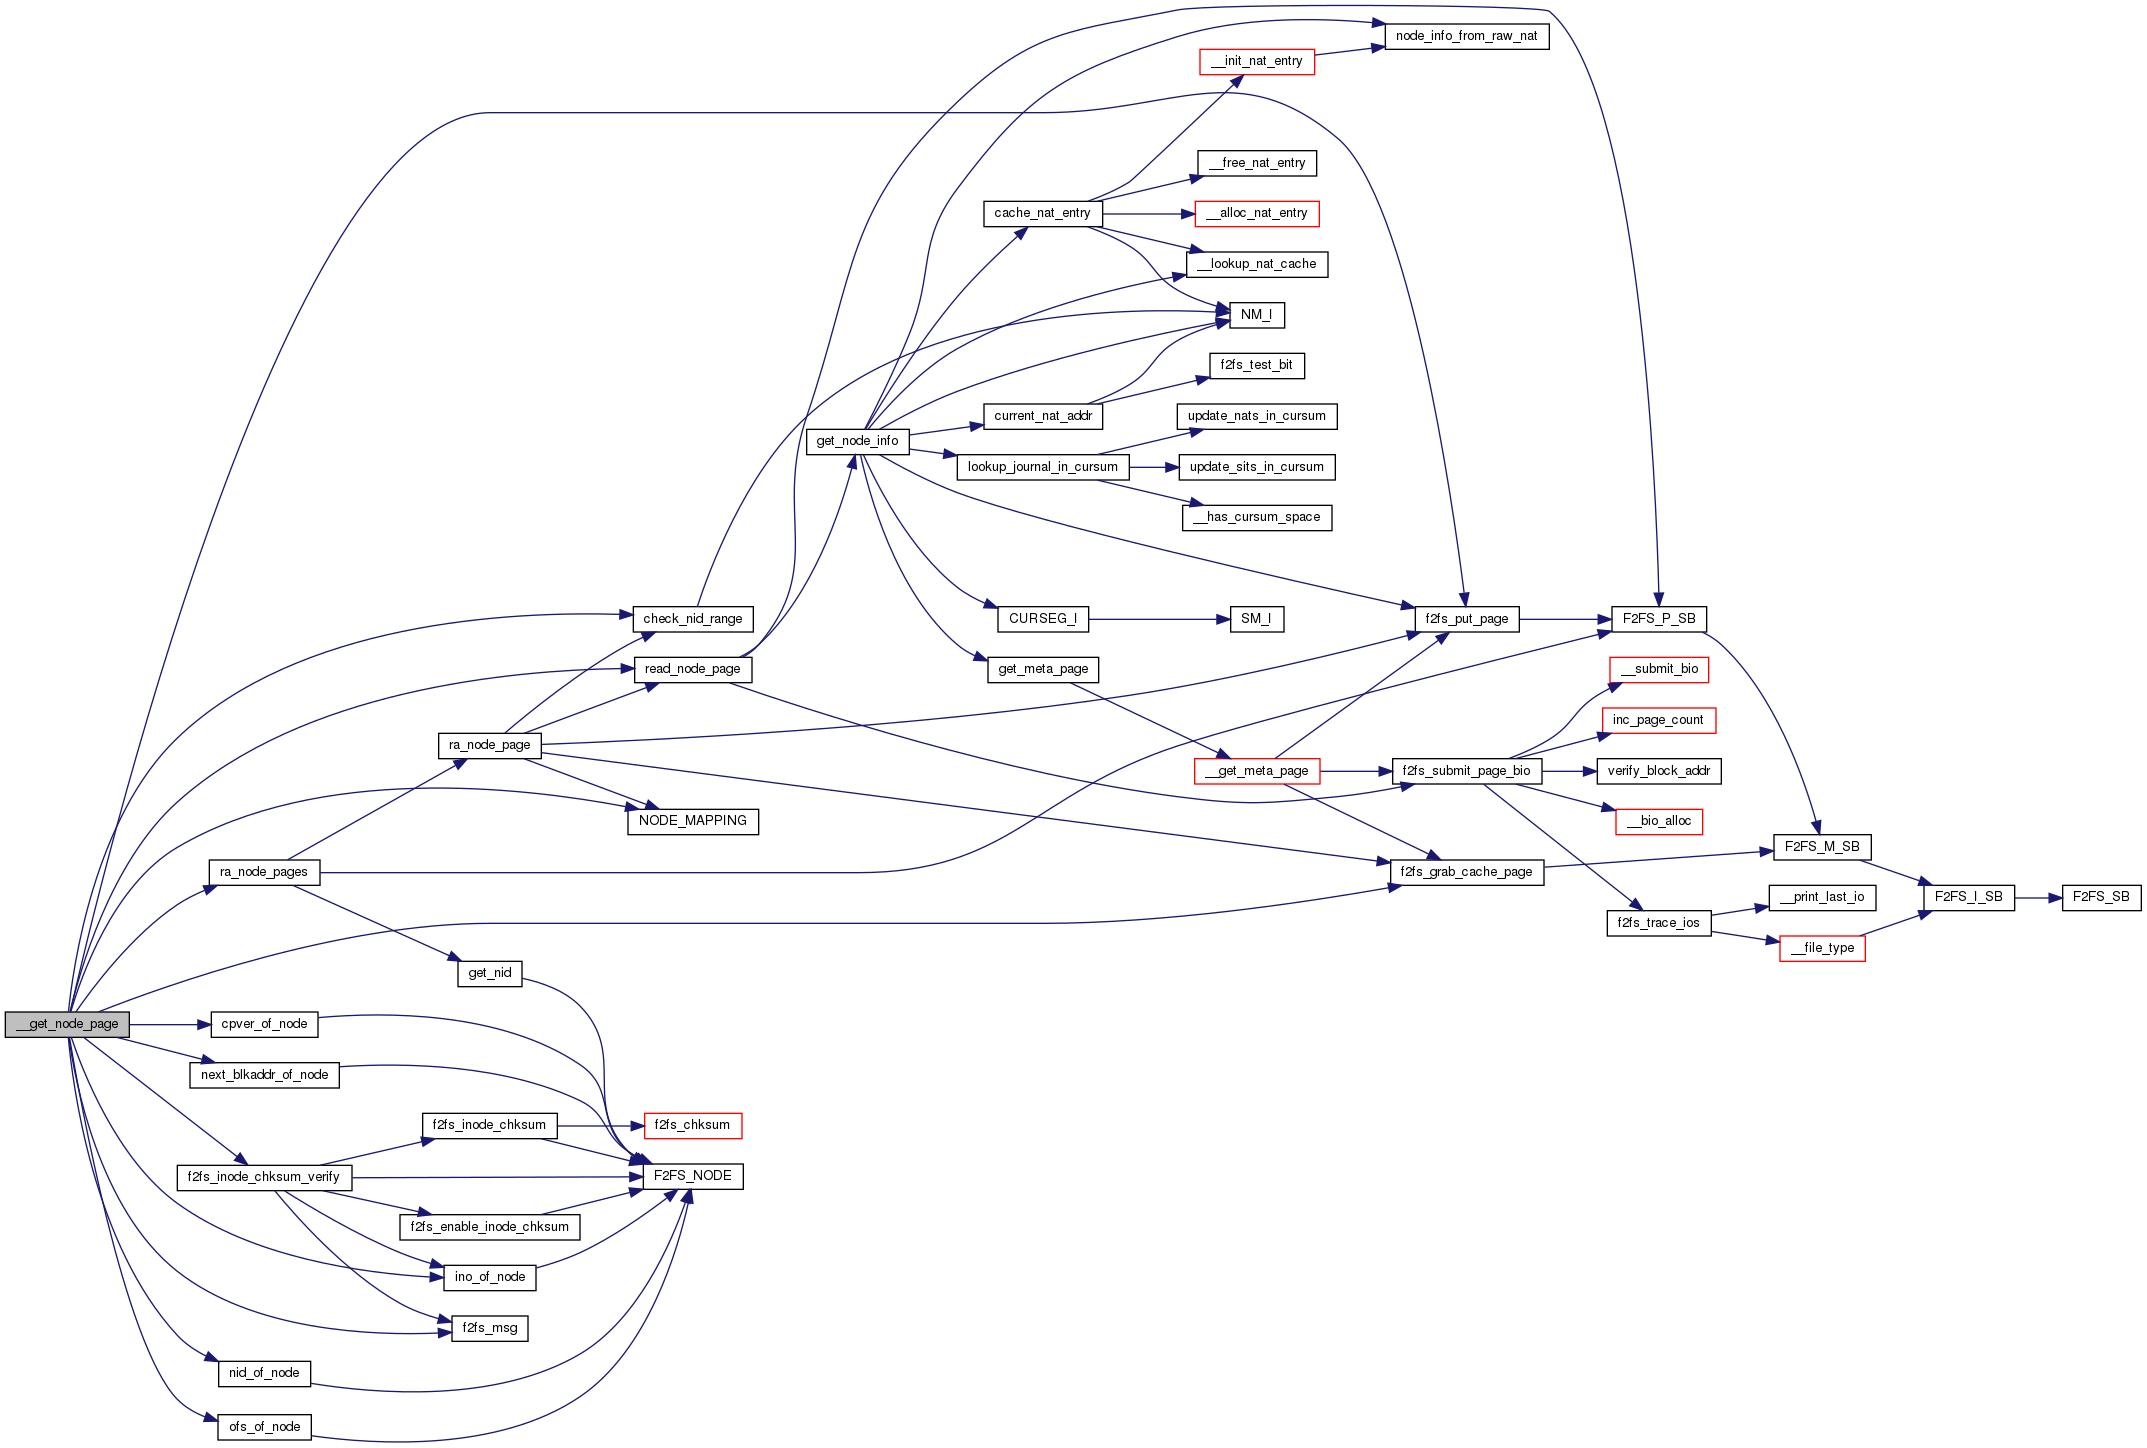 node_info_from_raw_nat
__init_nat_entry
__free_nat_entry
cache_nat_entry
__alloc_nat_entry
__lookup_nat_cache
NM_I
f2fs_test_bit
current_nat_addr
update_nats_in_cursum
get_node_info
lookup_journal_in_cursum
update_sits_in_cursum
__has_cursum_space
check_nid_range
CURSEG_I
SM_I
f2fs_put_page
F2FS_P_SB
read_node_page
get_meta_page
__submit_bio
inc_page_count
ra_node_page
__get_meta_page
f2fs_submit_page_bio
verify_block_addr
NODE_MAPPING
__bio_alloc
F2FS_M_SB
ra_node_pages
f2fs_grab_cache_page
__print_last_io
F2FS_I_SB
F2FS_SB
f2fs_trace_ios
__file_type
get_nid
__get_node_page
cpver_of_node
next_blkaddr_of_node
f2fs_inode_chksum
f2fs_chksum
f2fs_inode_chksum_verify
F2FS_NODE
f2fs_enable_inode_chksum
ino_of_node
f2fs_msg
nid_of_node
ofs_of_node